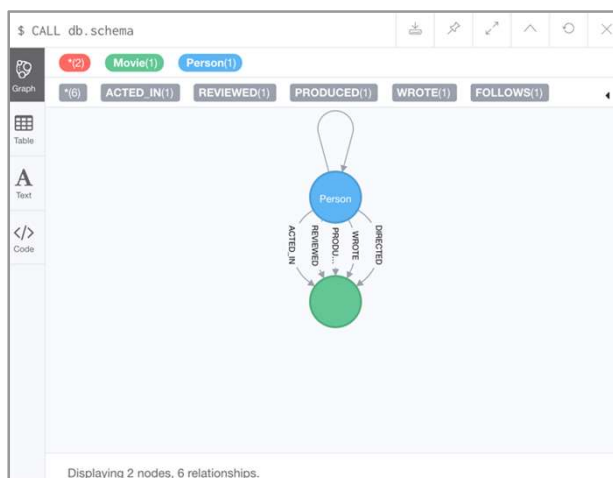 $ CALL db.schema
*(2) Movie(1) Person(1)
*(6) ACTED_IN(1) REVIEWED(1) PRODUCED(1) WROTE(1) FOLLOWS(1)
Graph
Table
A
Text
</>
Code
Person
ACTED_IN
REVIEWED
PRODU...
WROTE
DIRECTED
Displaying 2 nodes, 6 relationships.